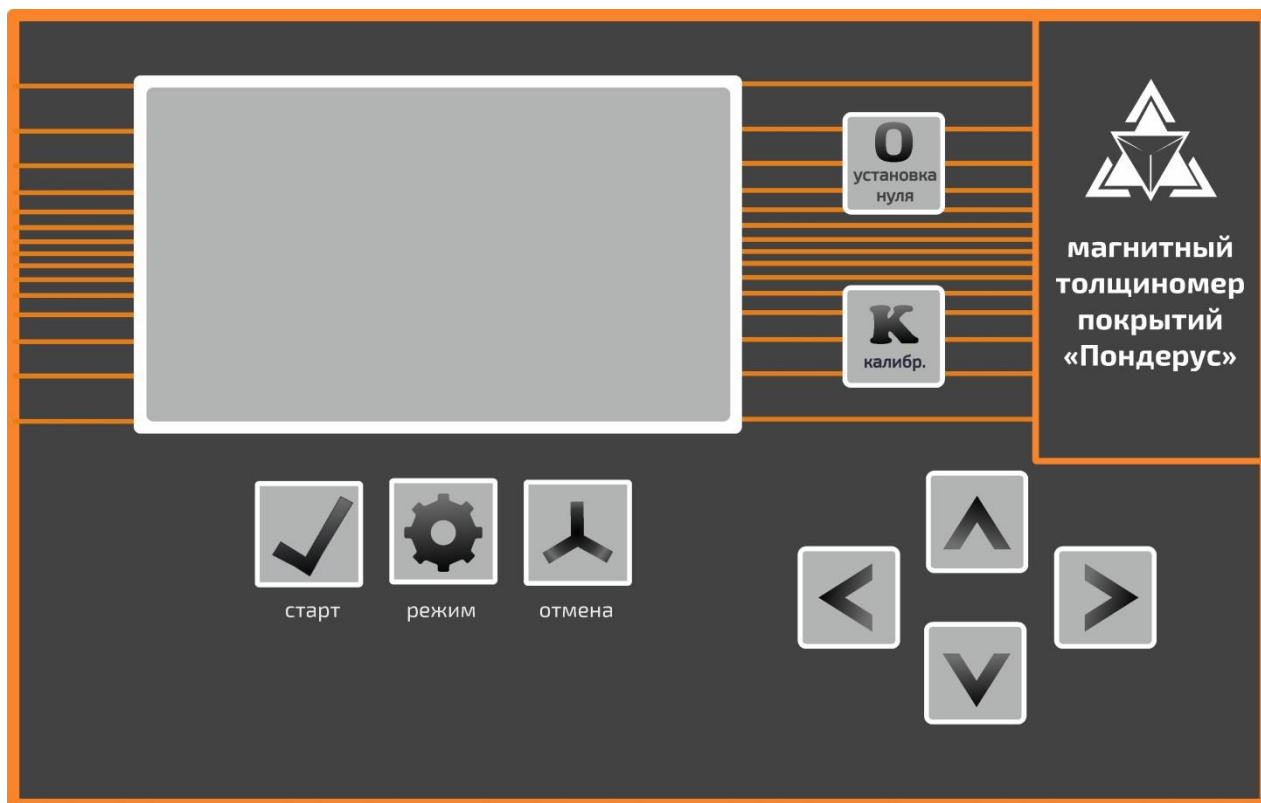 О
установка
нуля
К
калибр.
магнитный
толщиномер
покрытий
«Пондерус»
старт
режим
отмена